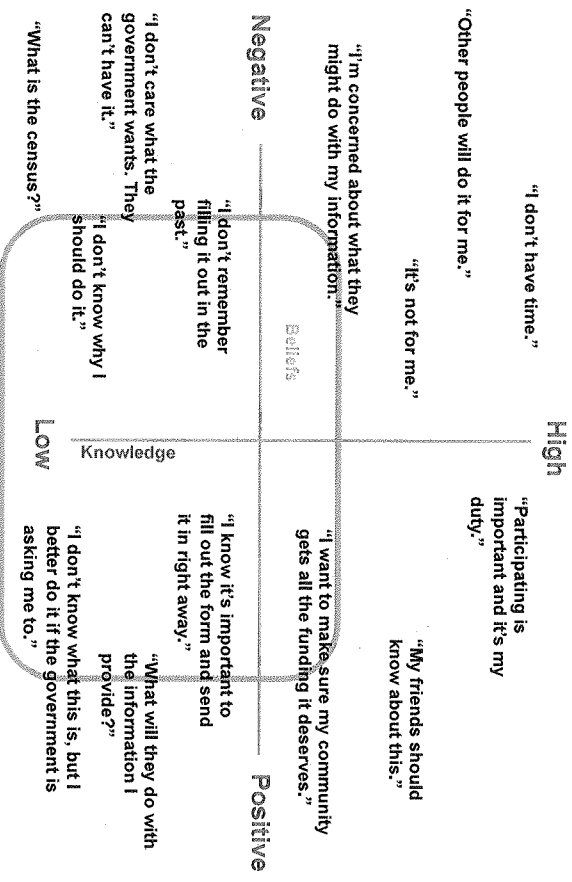 High
“I don't have time.”
“Participating is
important and it's my
duty.”
“Other people will do it for me.”
“It's not for me.”
“My friends should
know about this.”
“I'm concerned about what they
might do with my information.”
“I want to make sure my community
gets all the funding it deserves.”
Beliefs
Negative
Positive
“I don't remember
filling it out in the
past.”
“I know it's important to
fill out the form and send
it in right away.”
“I don't care what the
government wants. They
can't have it.”
“What will they do with
the information I
provide?”
Knowledge
“I don't know why I
should do it.”
“I don't know what this is, but I
better do it if the government is
asking me to.”
“What is the census?”
Low